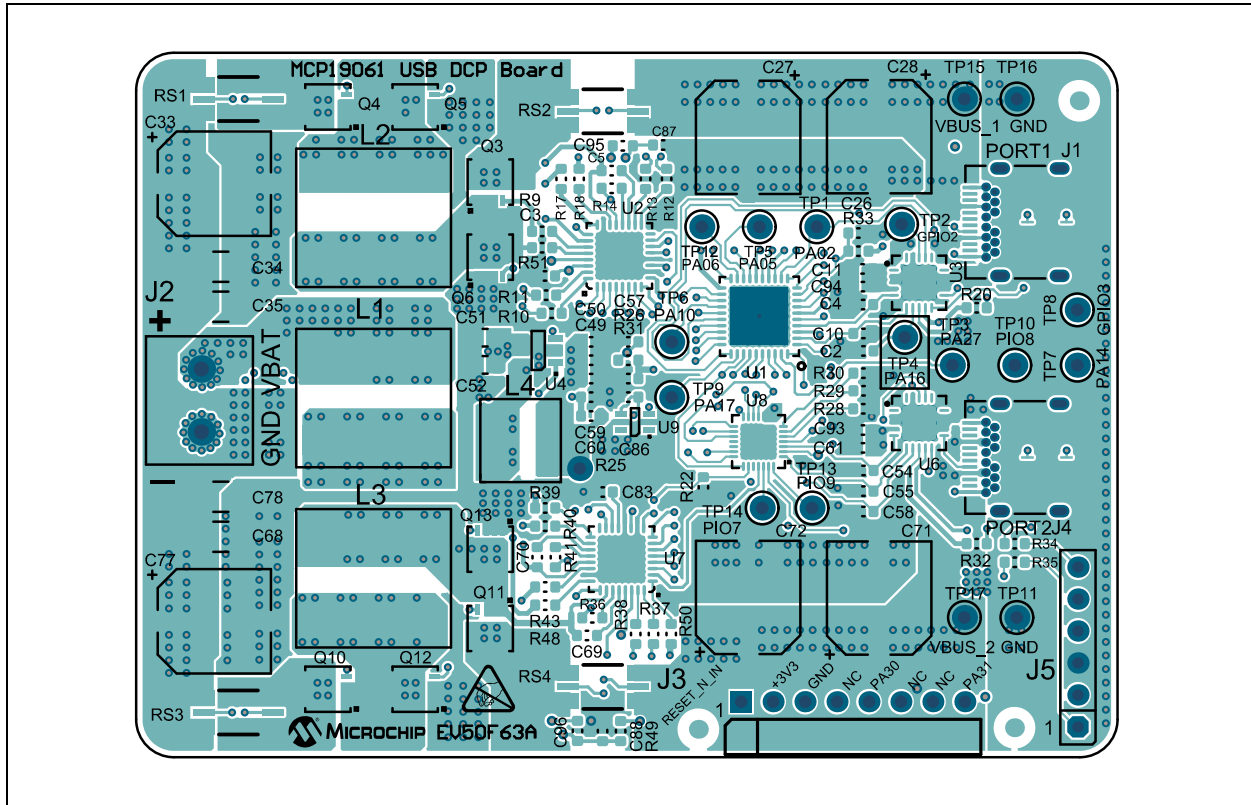 MCP19061 USB DCP Board
C27
+
C28
+
TP15
TP16
RS1
Q4
Q5
RS2
C33
+
L2
C95
C87
VBUS_1
GND
C5
PORT1
J1
Q3
R9
C3
R17
R18
R14
U2
R13
R12
TP12
PA06
TP5
PA05
TP1
PA02
C26
R33
TP2
GPIO2
R51
C34
C11
C94
C4
U3
R20
J2
+
C35
Q6
C51
R11
R10
C50
C49
C57
R26
R31
TP6
PA10
TP8
GPIO3
L1
C10
C2
TP3
PA27
TP10
PIO8
TP7
PA14
GND
VBAT
C52
U4
L4
U1
R30
TP4
PA16
TP9
PA17
U8
R29
R28
C59
C60
U9
C86
C93
C61
U6
R25
−
L3
C78
C68
R39
C83
R22
TP13
PIO9
C54
C55
C58
TP14
PIO7
Q13
R40
R41
C70
U7
C72
C71
PORT2
J4
R32
R34
R35
C77
+
Q11
R43
R48
R36
R38
R37
R50
C69
TP17
TP11
VBUS_2
GND
Q10
Q12
RS4
J3
+
+
J5
RESET_N_IN
+3V3
GND
NC
PA30
NC
NC
PA31
1
1
RS3
MICROCHIP EV50F63A
C96
C88
R49